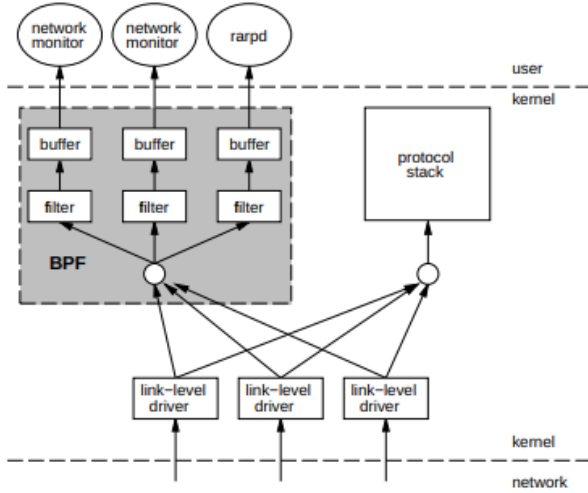 network
monitor
network
monitor
rarpd
user
kernel
buffer
buffer
buffer
protocol
stack
filter
filter
filter
BPF
link-level
driver
link-level
driver
link-level
driver
kernel
network